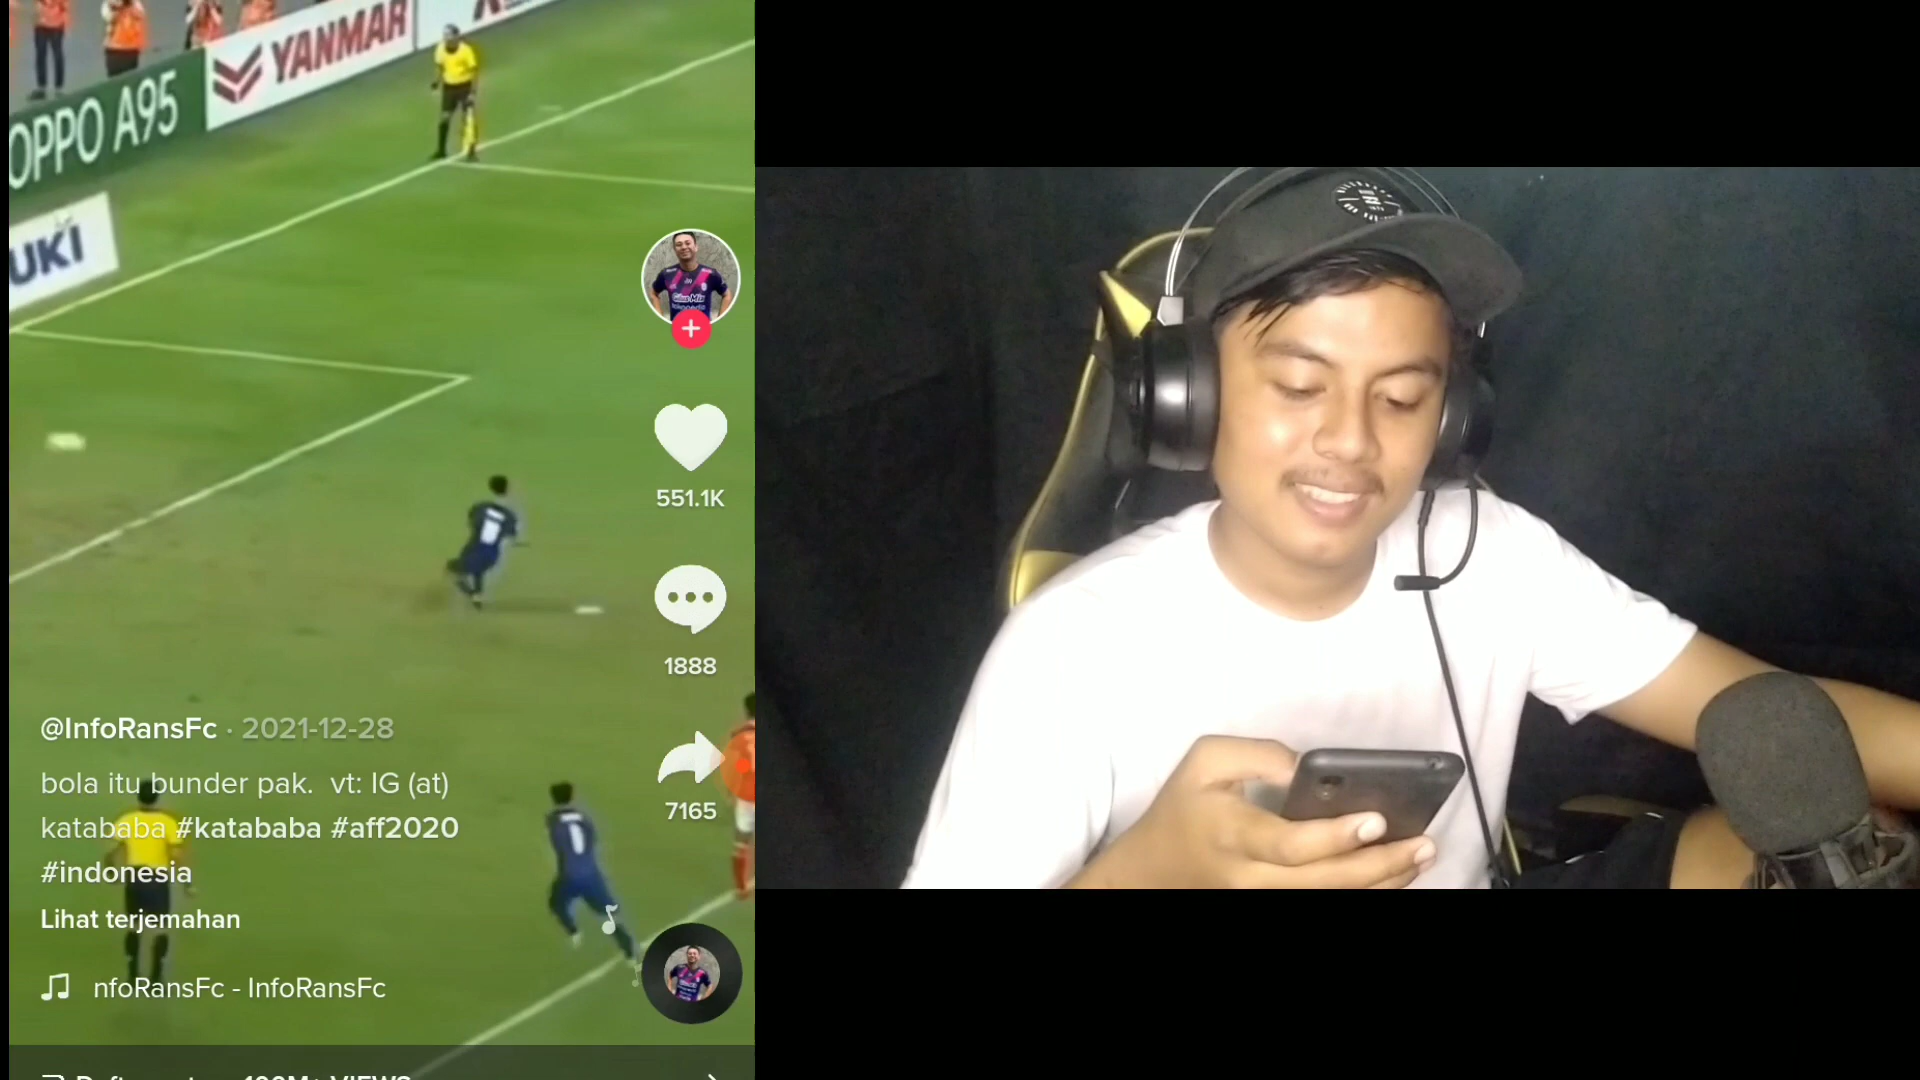 YANMAR
OPPO A95
UKI
551.1K
1888
@InfoRansFc · 2021-12-28
bola itu bunder pak. vt: IG (at)
katababa #katababa #aff2020
#indonesia
7165
Lihat terjemahan
nfoRansFc - InfoRansFc